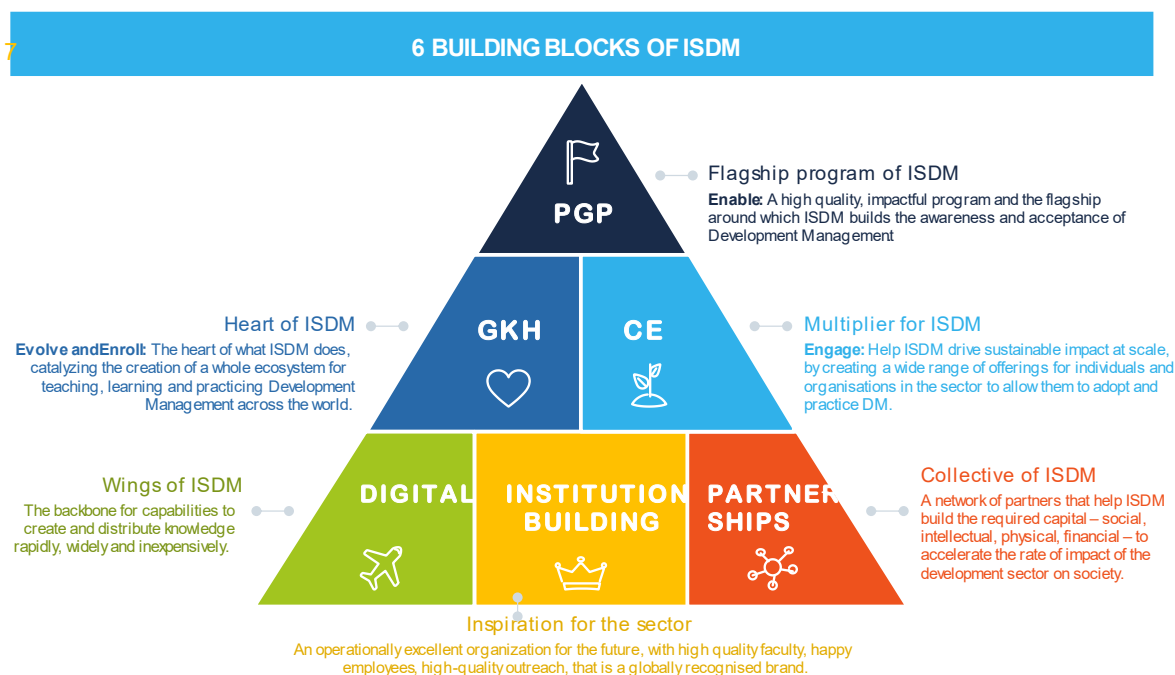 6 BUILDING BLOCKS OF ISDM
7
PGP
Flagship program of ISDM
Enable: A high quality, impactful program and the flagship
around which ISDM builds the awareness and acceptance of
Development Management
Heart of ISDM
Evolve and Enroll: The heart of what ISDM does,
catalyzing the creation of a whole ecosystem for
teaching, learning and practicing Development
Management across the world.
GKH
CE
Multiplier for ISDM
Engage: Help ISDM drive sustainable impact at scale,
by creating a wide range of offerings for individuals and
organisations in the sector to allow them to adopt and
practice DM.
Wings of ISDM
The backbone for capabilities to
create and distribute knowledge
rapidly, widely and inexpensively.
DIGITAL
INSTITUTION
BUILDING
PARTNER
SHIPS
Collective of ISDM
A network of partners that help ISDM
build the required capital – social,
intellectual, physical, financial – to
accelerate the rate of impact of the
development sector on society.
Inspiration for the sector
An operationally excellent organization for the future, with high quality faculty, happy
employees, high-quality outreach, that is a globally recognised brand.